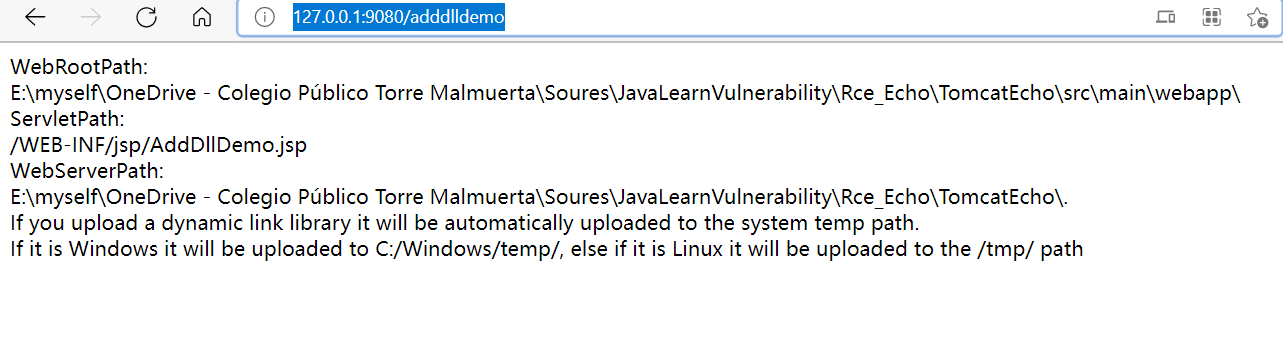 127.0.0.1:9080/adddlldemo
WebRootPath:
E:\myself\OneDrive - Colegio Público Torre Malmuerta\Soures\JavaLearnVulnerability\Rce_Echo\TomcatEcho\src\main\webapp\
ServletPath:
/WEB-INF/jsp/AddDllDemo.jsp
WebServerPath:
E:\myself\OneDrive - Colegio Público Torre Malmuerta\Soures\JavaLearnVulnerability\Rce_Echo\TomcatEcho\.
If you upload a dynamic link library it will be automatically uploaded to the system temp path.
If it is Windows it will be uploaded to C:/Windows/temp/, else if it is Linux it will be uploaded to the /tmp/ path